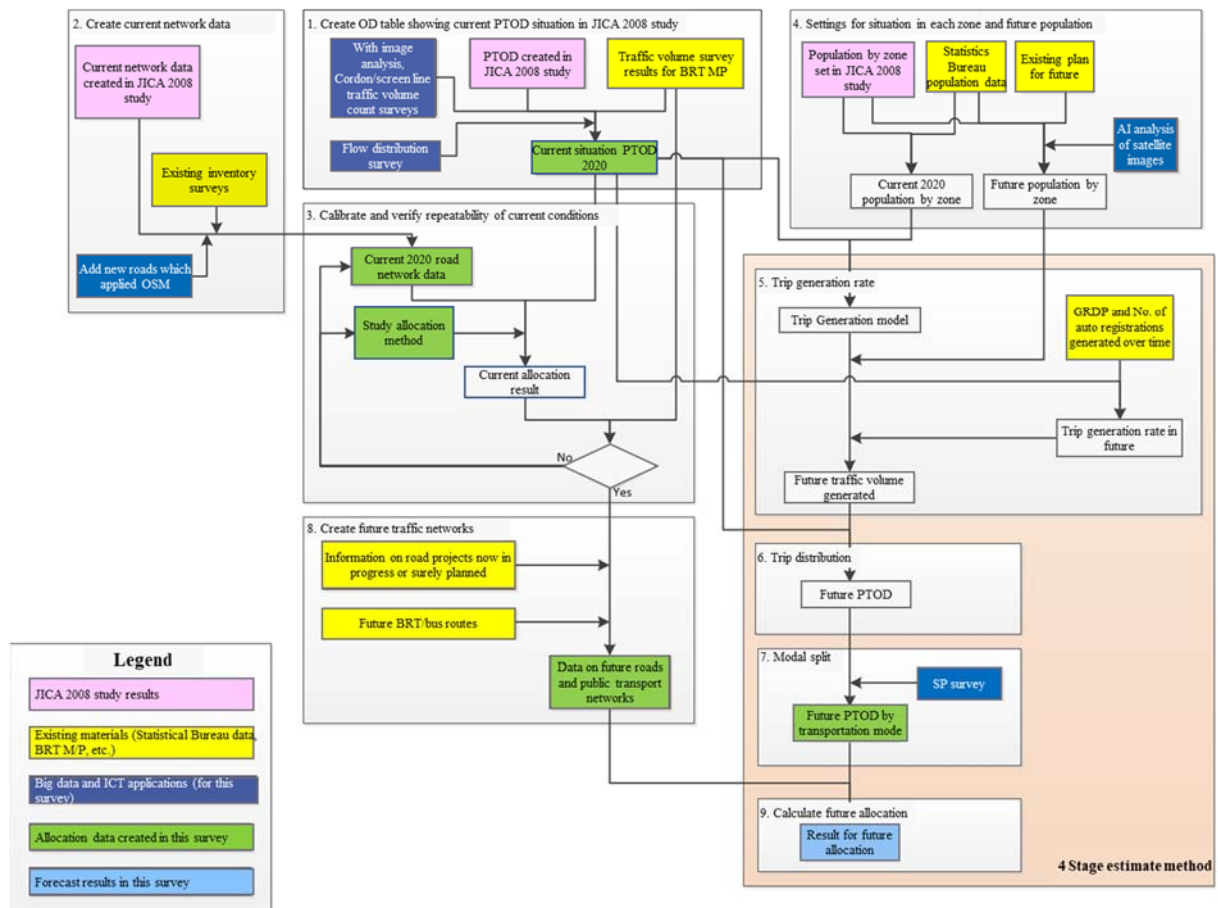 2. Create current network data
Current network data
created in JICA 2008
study
Existing inventory
surveys
Add new roads which
applied OSM
1. Create OD table showing current PTOD situation in JICA 2008 study
With image
analysis,
Cordon/screen line
traffic volume
count surveys
PTOD created in
JICA 2008 study
Traffic volume survey
results for BRT MP
Flow distribution
survey
Current situation PTOD
2020
4. Settings for situation in each zone and future population
Population by zone
set in JICA 2008
study
Statistics
Bureau
population data
Existing plan
for future
AI analysis
of satellite
images
Current 2020
population by zone
Future population by
zone
3. Calibrate and verify repeatability of current conditions
Current 2020 road
network data
Study allocation
method
Current allocation
result
No
Yes
5. Trip generation rate
Trip Generation model
GRDP and No. of
auto registrations
generated over time
Trip generation rate in
future
Future traffic volume
generated
8. Create future traffic networks
Information on road projects now in
progress or surely planned
Future BRT/bus routes
Data on future roads
and public transport
networks
6. Trip distribution
Future PTOD
7. Modal split
SP survey
Future PTOD by
transportation mode
9. Calculate future allocation
Result for future
allocation
4 Stage estimate method
Legend
JICA 2008 study results
Existing materials (Statistical Bureau data,
BRT M/P, etc.)
Big data and ICT applications (for this
survey)
Allocation data created in this survey
Forecast results in this survey